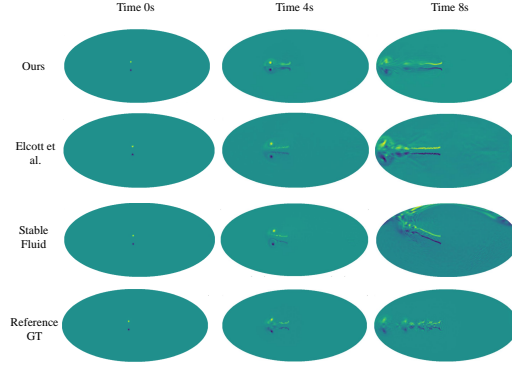 Time 0s Time 4s Time 8s
Ours
Elcott et
al.
Stable
Fluid
Reference
GT